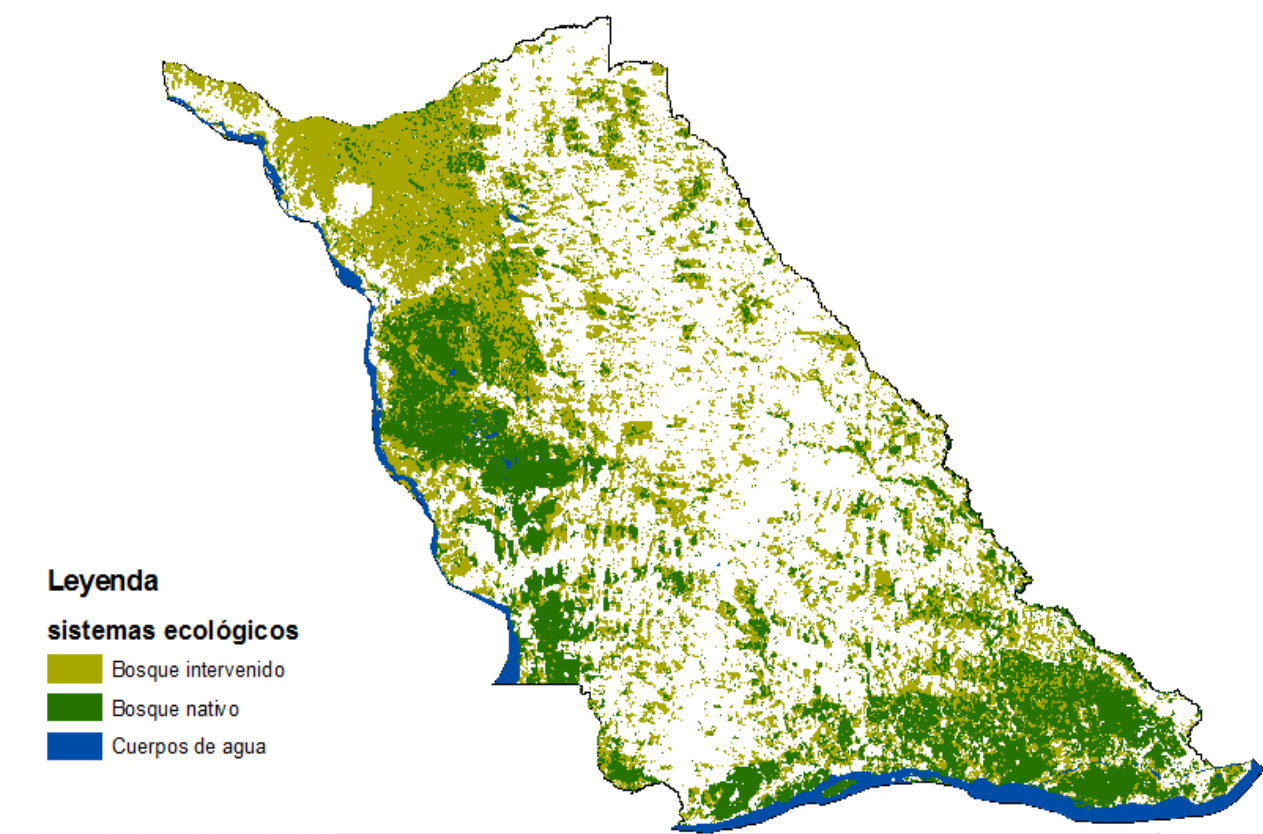 Leyenda
sistemas ecológicos
Bosque intervenido
Bosque nativo
Cuerpos de agua